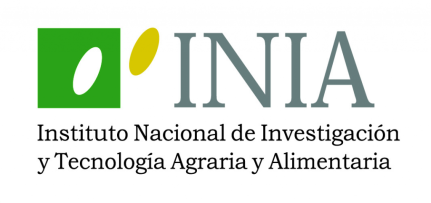 INIA
Instituto Nacional de Investigación
y Tecnología Agraria y Alimentaria